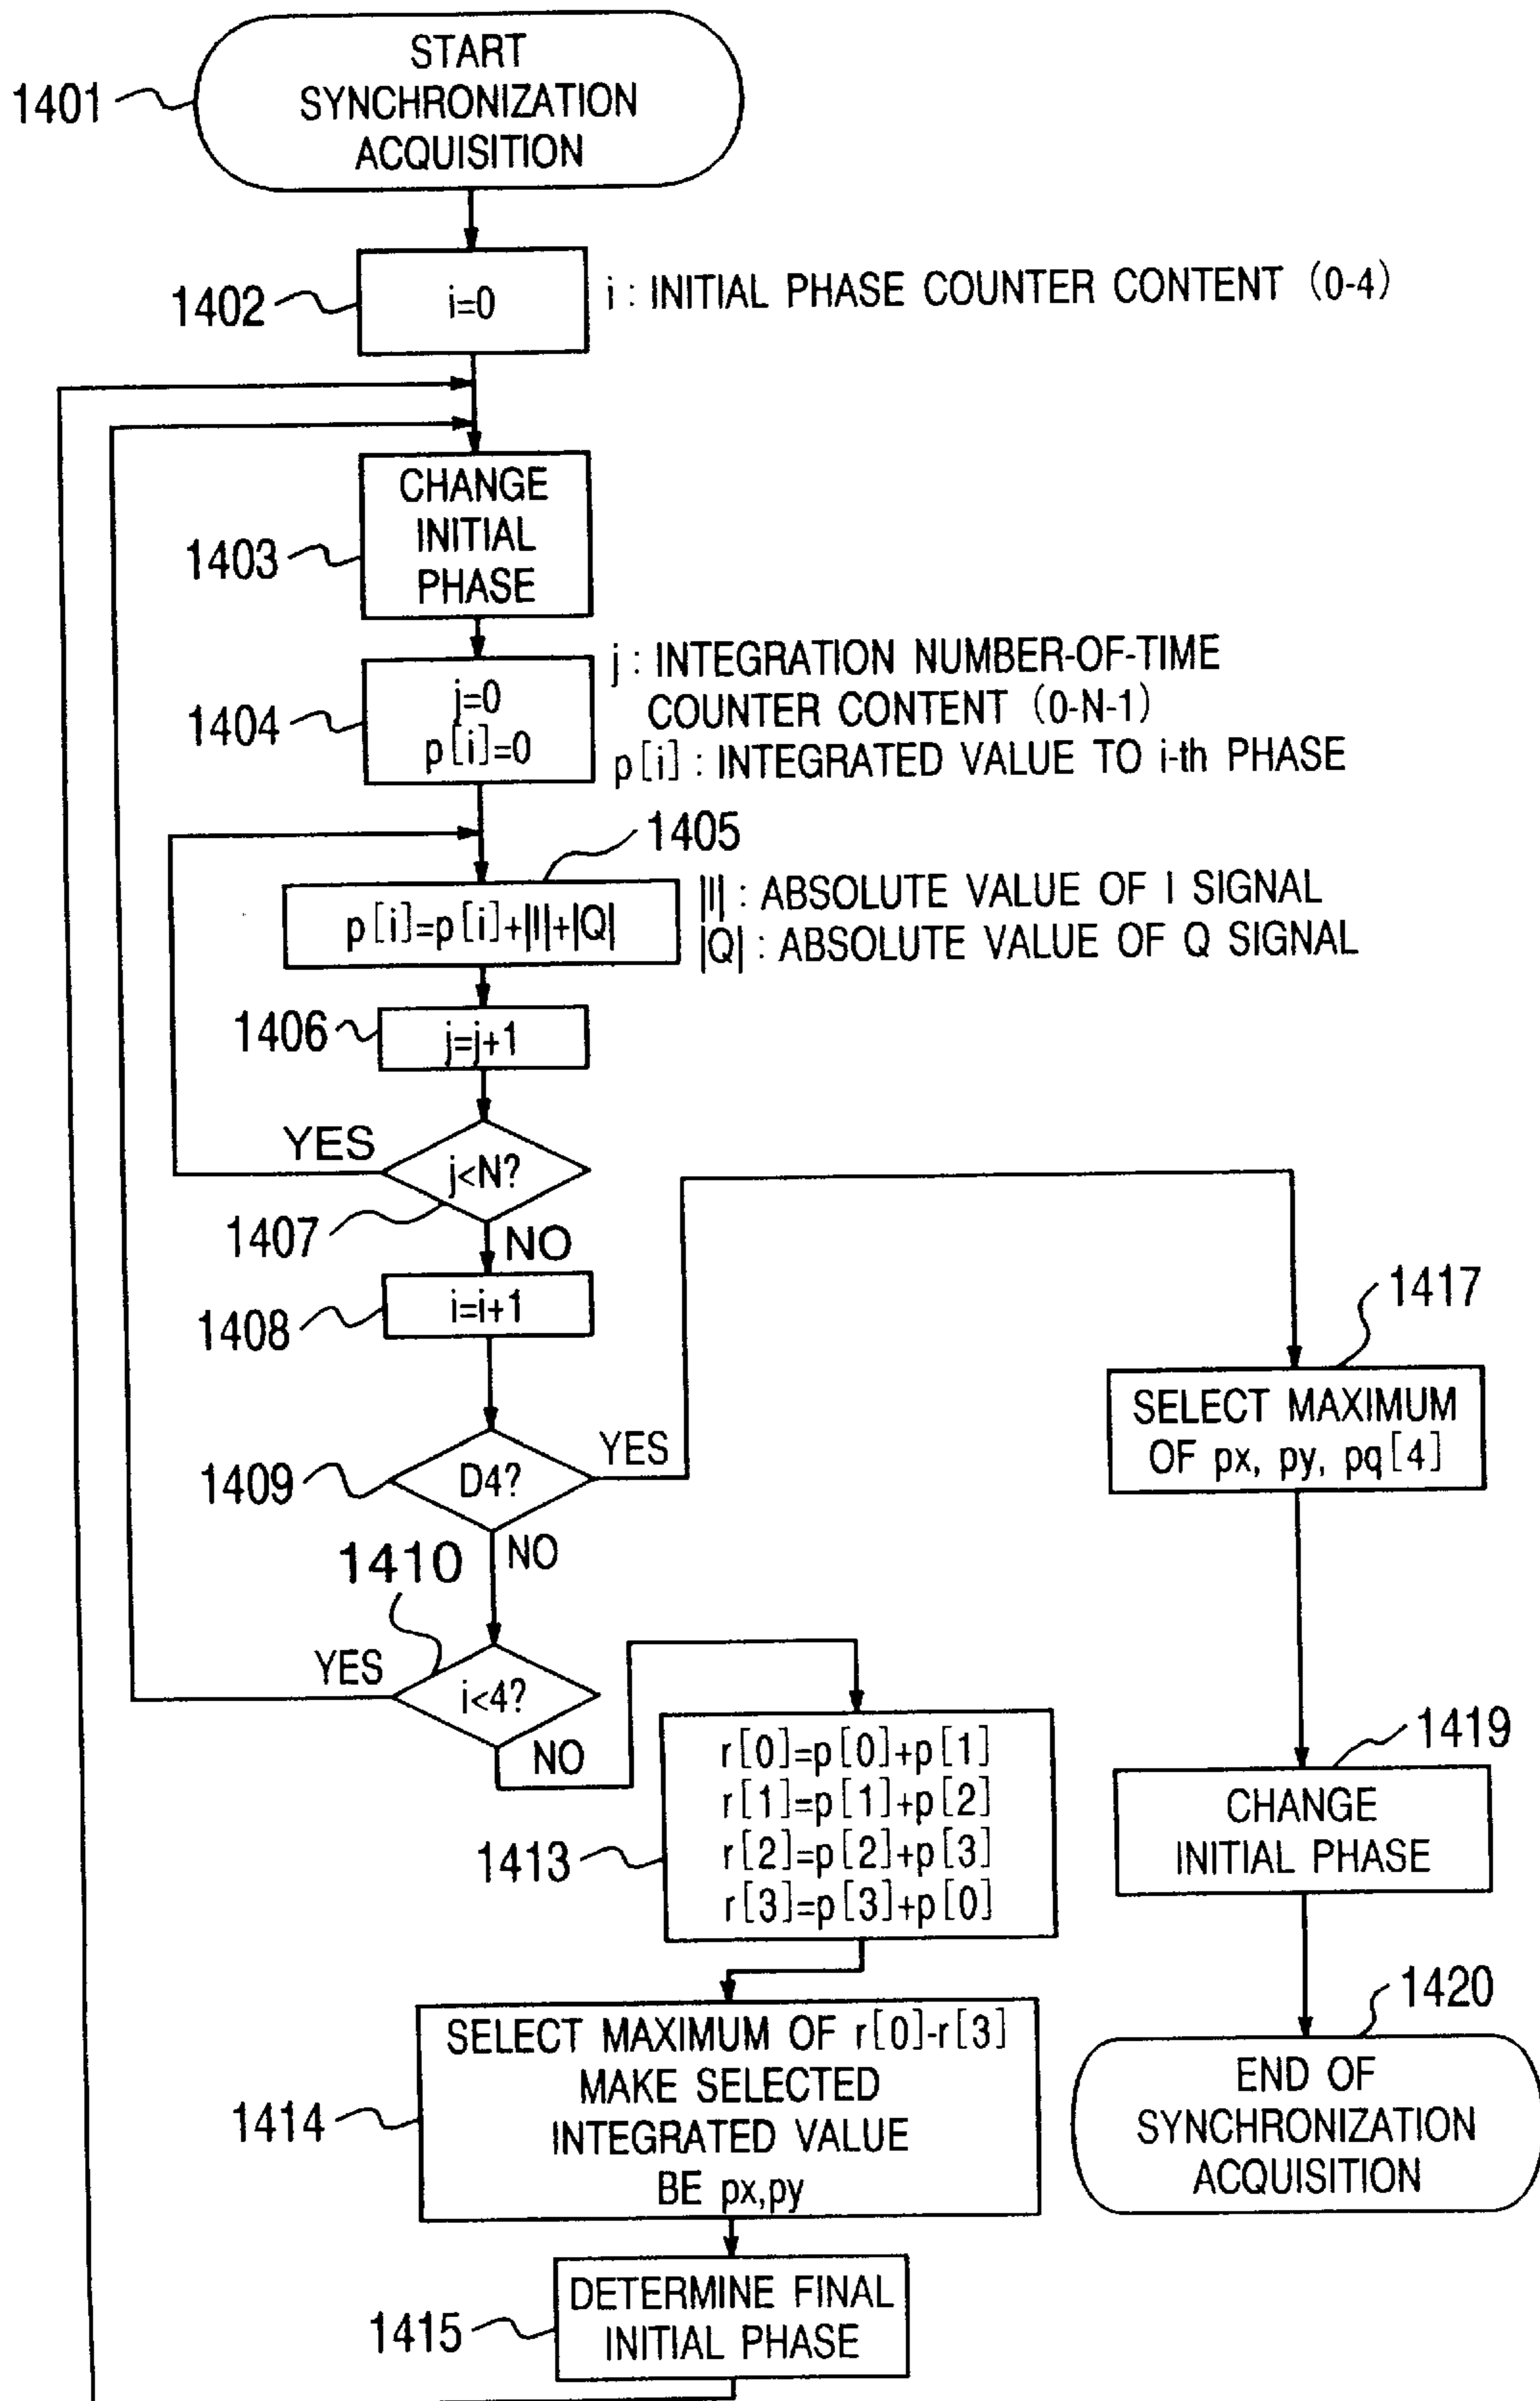 START
SYNCHRONIZATION
ACQUISITION
1401
1402
i=0
i : INITIAL PHASE COUNTER CONTENT (0-4)
CHANGE
INITIAL
PHASE
1403
1404
j=0
p[i]=0
j : INTEGRATION NUMBER-OF-TIME
COUNTER CONTENT (0-N-1)
p[i] : INTEGRATED VALUE TO i-th PHASE
1405
p[i]=p[i]+|I|+|Q|
|I| : ABSOLUTE VALUE OF I SIGNAL
|Q| : ABSOLUTE VALUE OF Q SIGNAL
1406
j=j+1
YES
j<N?
1407
NO
1408
i=i+1
1409
D4?
YES
NO
1410
YES
i<4?
NO
1413
r[0]=p[0]+p[1]
r[1]=p[1]+p[2]
r[2]=p[2]+p[3]
r[3]=p[3]+p[0]
1414
SELECT MAXIMUM OF r[0]-r[3]
MAKE SELECTED
INTEGRATED VALUE
BE px,py
1415
DETERMINE FINAL
INITIAL PHASE
1417
SELECT MAXIMUM
OF px, py, pq[4]
1419
CHANGE
INITIAL PHASE
1420
END OF
SYNCHRONIZATION
ACQUISITION